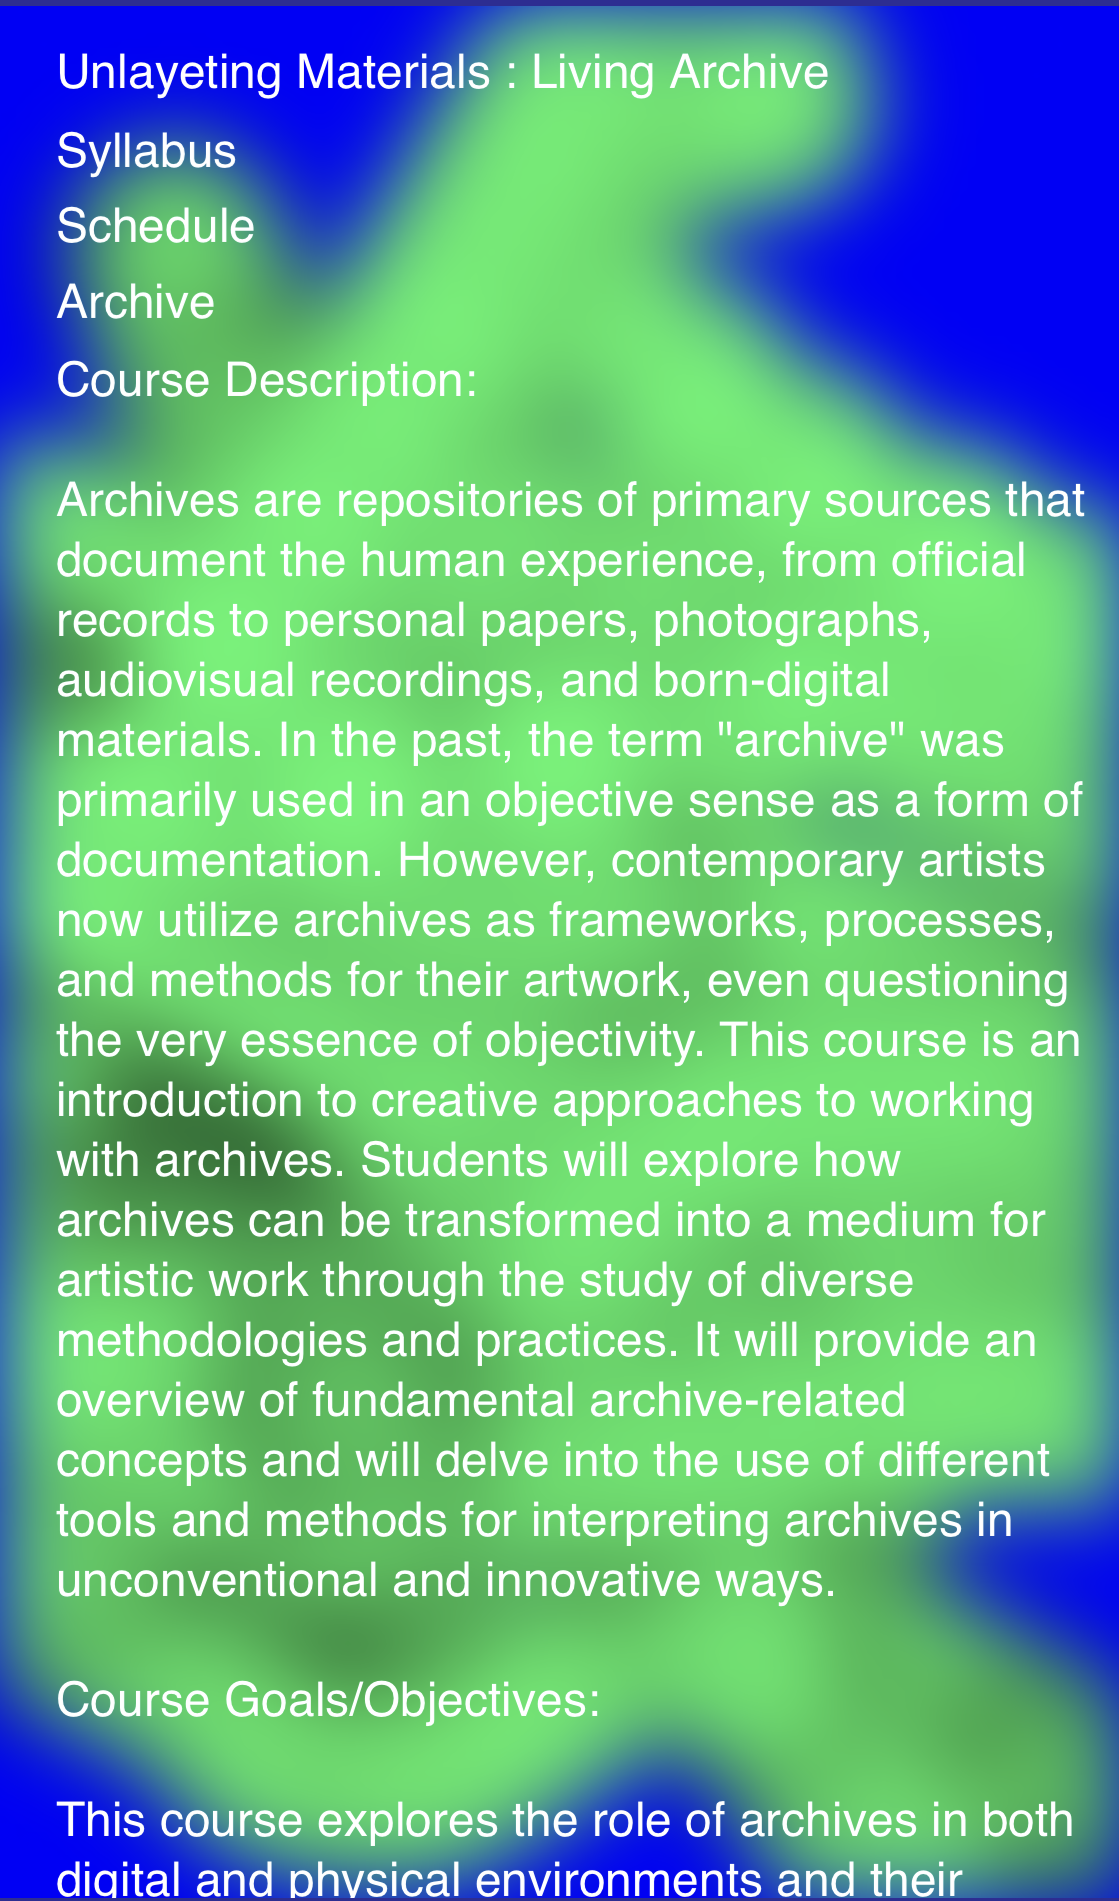 Unlayeting Materials : Living Archive
Syllabus
Schedule
Archive
Course Description:
Archives are repositories of primary sources that
document the human experience, from official
records to personal papers, photographs,
audiovisual recordings, and born-digital
materials. In the past, the term "archive" was
primarily used in an objective sense as a form of
documentation. However, contemporary artists
now utilize archives as frameworks, processes,
and methods for their artwork, even questioning
the very essence of objectivity. This course is an
introduction to creative approaches to working
with archives. Students will explore how
archives can be transformed into a medium for
artistic work through the study of diverse
methodologies and practices. It will provide an
overview of fundamental archive-related
concepts and will delve into the use of different
tools and methods for interpreting archives in
unconventional and innovative ways.
Course Goals/Objectives:
This course explores the role of archives in both
digital and physical environments and their